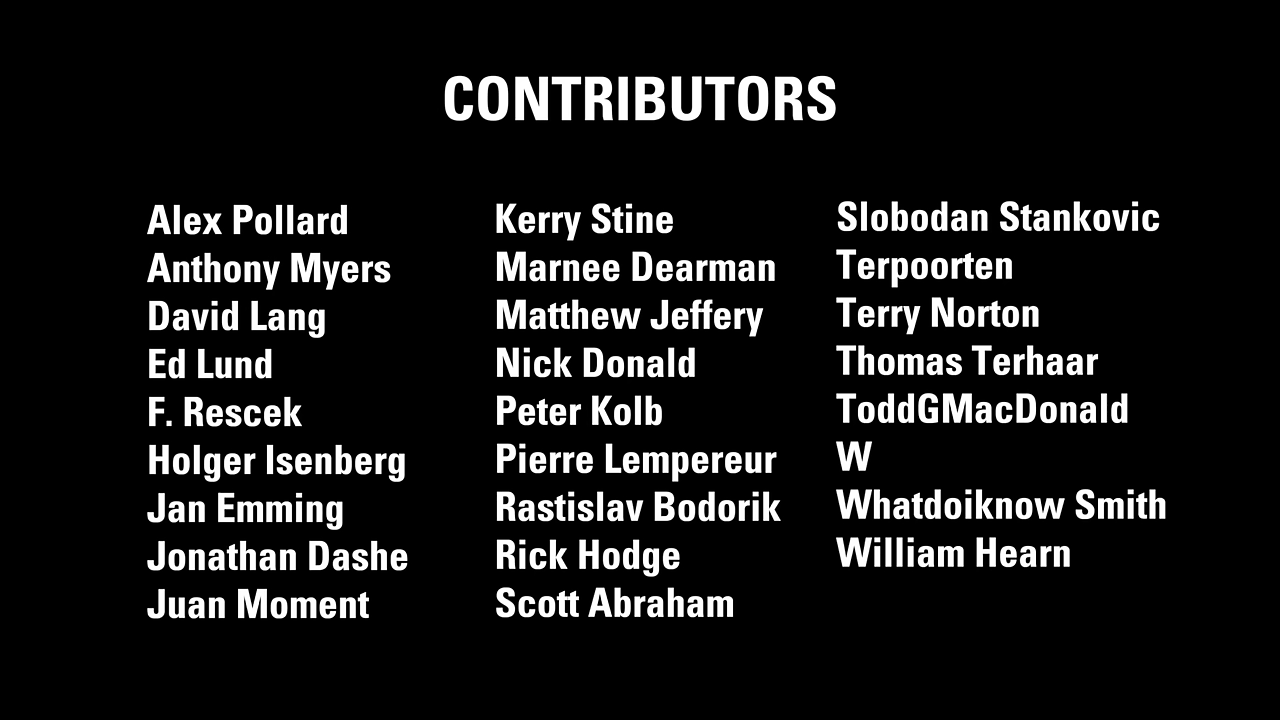 CONTRIBUTORS
Alex Pollard
Anthony Myers
David Lang
Ed Lund
F. Rescek
Holger Isenberg
Jan Emming
Jonathan Dashe
Juan Moment
Kerry Stine
Marnee Dearman
Matthew Jeffery
Nick Donald
Peter Kolb
Pierre Lempereur
Rastislav Bodorik
Rick Hodge
Scott Abraham
Slobodan Stankovic
Terpoorten
Terry Norton
Thomas Terhaar
ToddGMacDonald
W
Whatdoiknow Smith
William Hearn